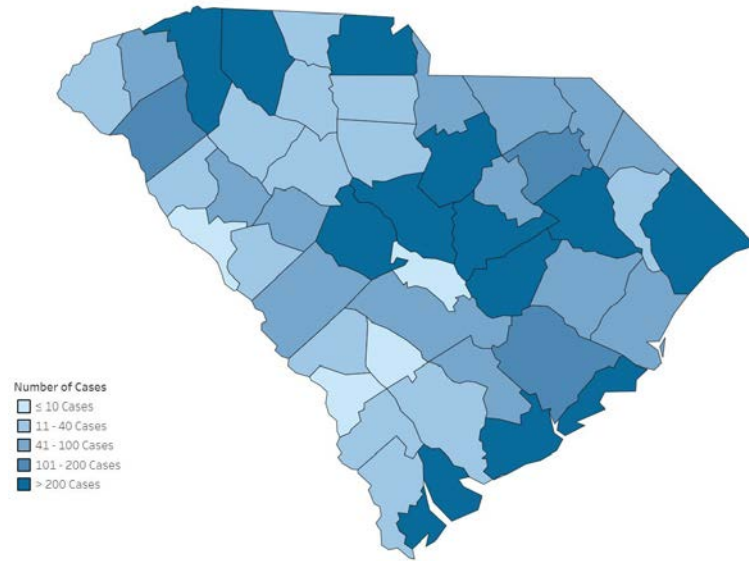 Number of Cases
≤ 10 Cases
11 - 40 Cases
41 - 100 Cases
101 - 200 Cases
> 200 Cases